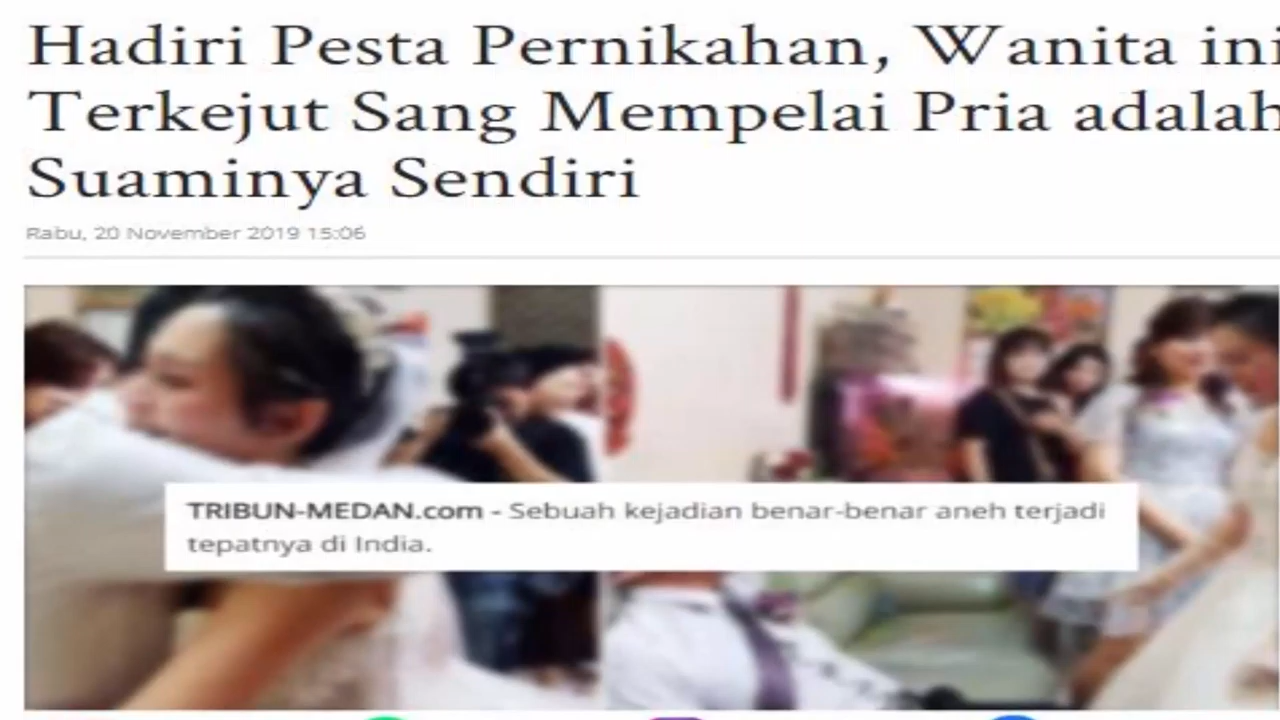 Hadiri Pesta Pernikahan, Wanita ini
Terkejut Sang Mempelai Pria adalah
Suaminya Sendiri
Rabu, 20 November 2019 15:06
TRIBUN-MEDAN.com - Sebuah kejadian benar-benar aneh terjadi
tepatnya di India.